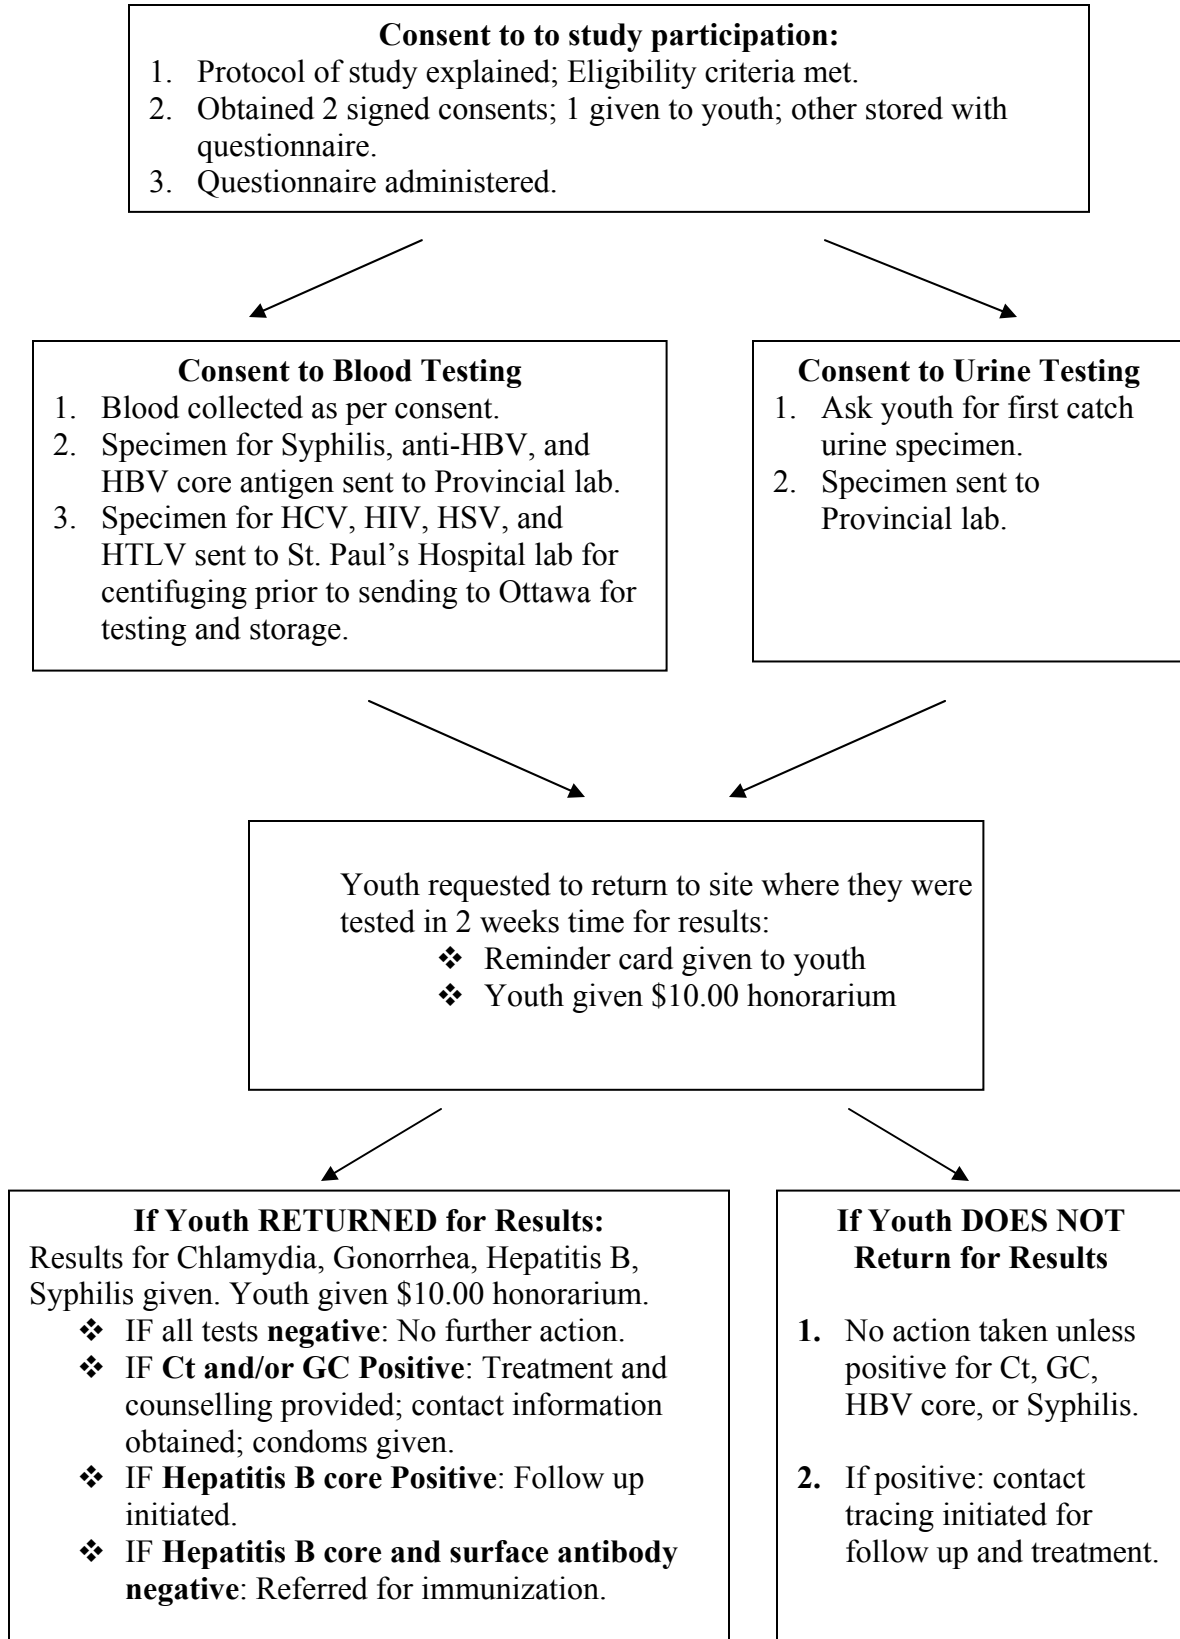 Consent to to study participation:
1. Protocol of study explained; Eligibility criteria met.
2. Obtained 2 signed consents; 1 given to youth; other stored with
questionnaire.
3. Questionnaire administered.
Consent to Blood Testing
1. Blood collected as per consent.
2. Specimen for Syphilis, anti-HBV, and
HBV core antigen sent to Provincial lab.
3. Specimen for HCV, HIV, HSV, and
HTLV sent to St. Paul’s Hospital lab for
centifuging prior to sending to Ottawa for
testing and storage.
Consent to Urine Testing
1. Ask youth for first catch
urine specimen.
2. Specimen sent to
Provincial lab.
Youth requested to return to site where they were
tested in 2 weeks time for results:
❖ Reminder card given to youth
❖ Youth given $10.00 honorarium
If Youth RETURNED for Results:
Results for Chlamydia, Gonorrhea, Hepatitis B,
Syphilis given. Youth given $10.00 honorarium.
❖ IF all tests negative: No further action.
❖ IF Ct and/or GC Positive: Treatment and
counselling provided; contact information
obtained; condoms given.
❖ IF Hepatitis B core Positive: Follow up
initiated.
❖ IF Hepatitis B core and surface antibody
negative: Referred for immunization.
If Youth DOES NOT
Return for Results
1. No action taken unless
positive for Ct, GC,
HBV core, or Syphilis.
2. If positive: contact
tracing initiated for
follow up and treatment.